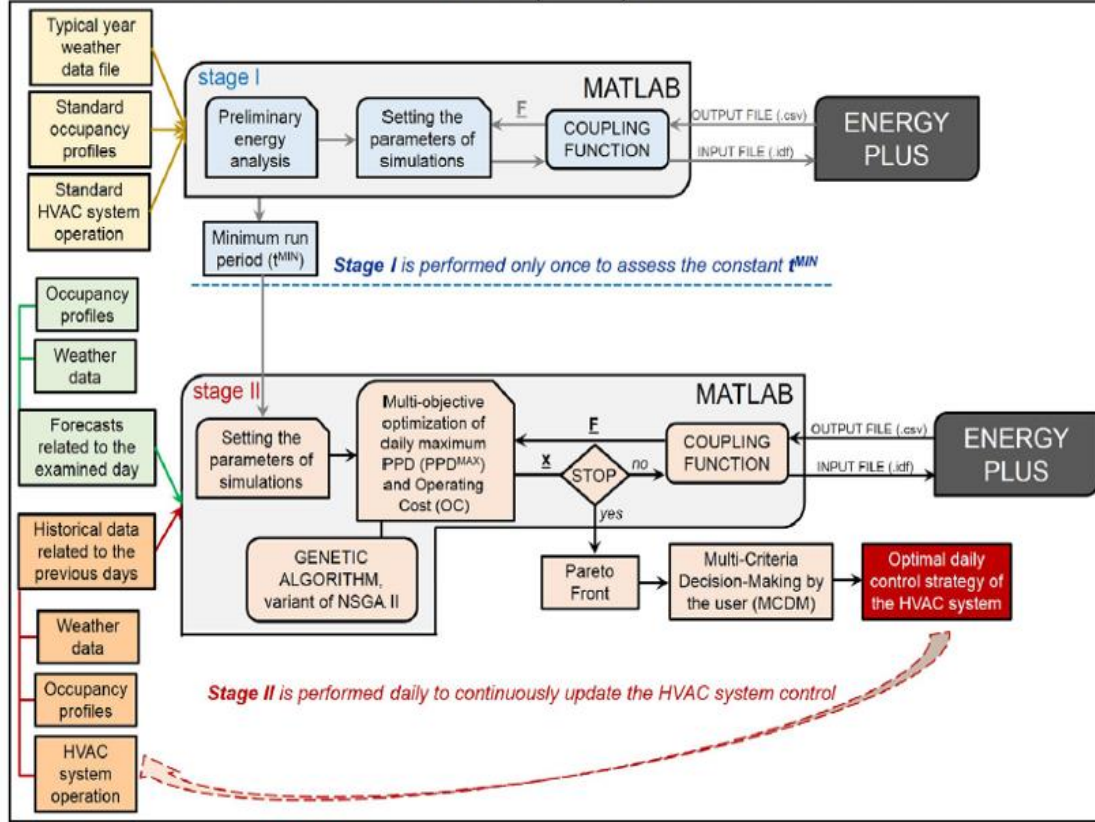 Typical year
weather
data file
Standard
occupancy
profiles
Standard
HVAC system
operation
stage I
MATLAB
Preliminary
energy
analysis
Setting the
parameters of
simulations
F
COUPLING
FUNCTION
OUTPUT FILE (.csv)
INPUT FILE (.idf)
ENERGY
PLUS
Minimum run
period (tMIN)
Stage I is performed only once to assess the constant tMIN
Occupancy
profiles
Weather
data
Forecasts
related to the
examined day
Historical data
related to the
previous days
Weather
data
Occupancy
profiles
HVAC
system
operation
stage II
MATLAB
Setting the
parameters of
simulations
Multi-objective
optimization of
daily maximum
PPD (PPDMAX)
and Operating
Cost (OC)
GENETIC
ALGORITHM,
variant of NSGA II
F
x
STOP
no
yes
COUPLING
FUNCTION
OUTPUT FILE (.csv)
INPUT FILE (.idf)
ENERGY
PLUS
Pareto
Front
Multi-Criteria
Decision-Making by
the user (MCDM)
Optimal daily
control strategy of
the HVAC system
Stage II is performed daily to continuously update the HVAC system control